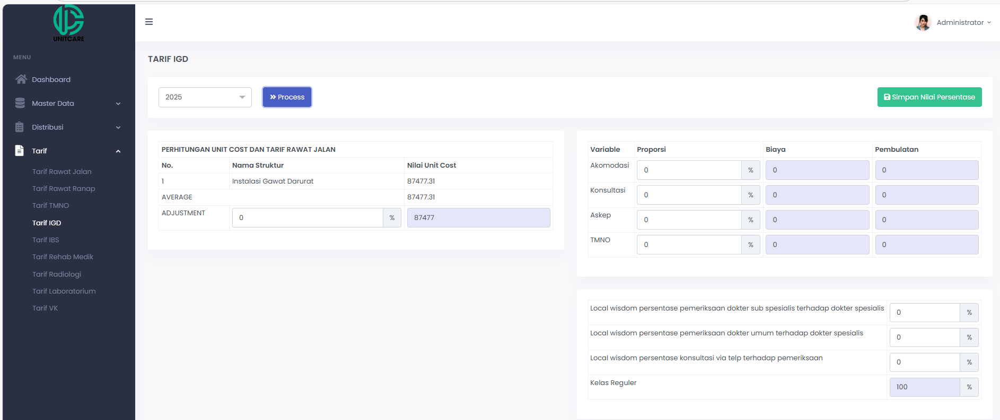 UNITCARE
Administrator
MENU
Dashboard
Master Data
Distribusi
Tarif
Tarif Rawat Jalan
Tarif Rawat Ranap
Tarif TMNO
Tarif IGD
Tarif IBS
Tarif Rehab Medik
Tarif Radiologi
Tarif Laboratorium
Tarif VK
TARIF IGD
2025
Process
Simpan Nilai Persentase
PERHITUNGAN UNIT COST DAN TARIF RAWAT JALAN
No. Nama Struktur Nilai Unit Cost
1 Instalasi Gawat Darurat 87477.31
AVERAGE 87477.31
ADJUSTMENT 0 % 87477
Variable Proporsi Biaya Pembulatan
Akomodasi 0 % 0 0
Konsultasi 0 % 0 0
Askep 0 % 0 0
TMNO 0 % 0 0
Local wisdom persentase pemeriksaan dokter sub spesialis terhadap dokter spesialis 0 %
Local wisdom persentase pemeriksaan dokter umum terhadap dokter spesialis 0 %
Local wisdom persentase konsultasi via telp terhadap pemeriksaan 0 %
Kelas Reguler 100 %